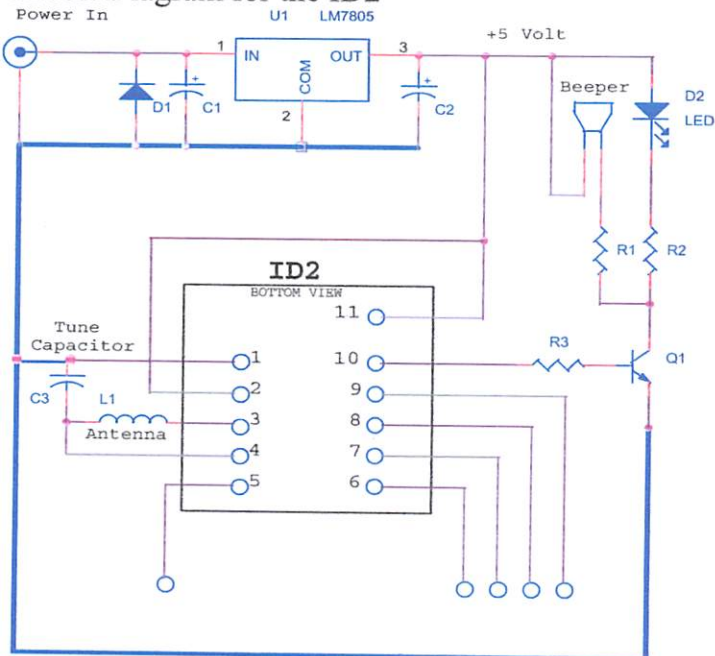 Power In
U1 LM7805
1
IN
OUT
3
COM
2
+5 Volt
D1
C1
C2
Beeper
D2
LED
R1
R2
ID2
BOTTOM VIEW
Tune
Capacitor
C3
L1
Antenna
1
2
3
4
5
11
10
9
8
7
6
R3
Q1